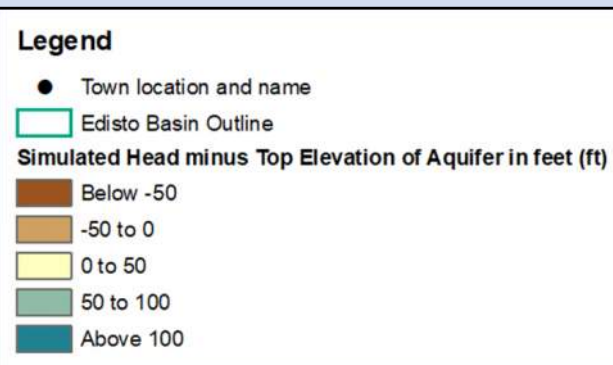 Legend
Town location and name
Edisto Basin Outline
Simulated Head minus Top Elevation of Aquifer in feet (ft)
Below -50
-50 to 0
0 to 50
50 to 100
Above 100